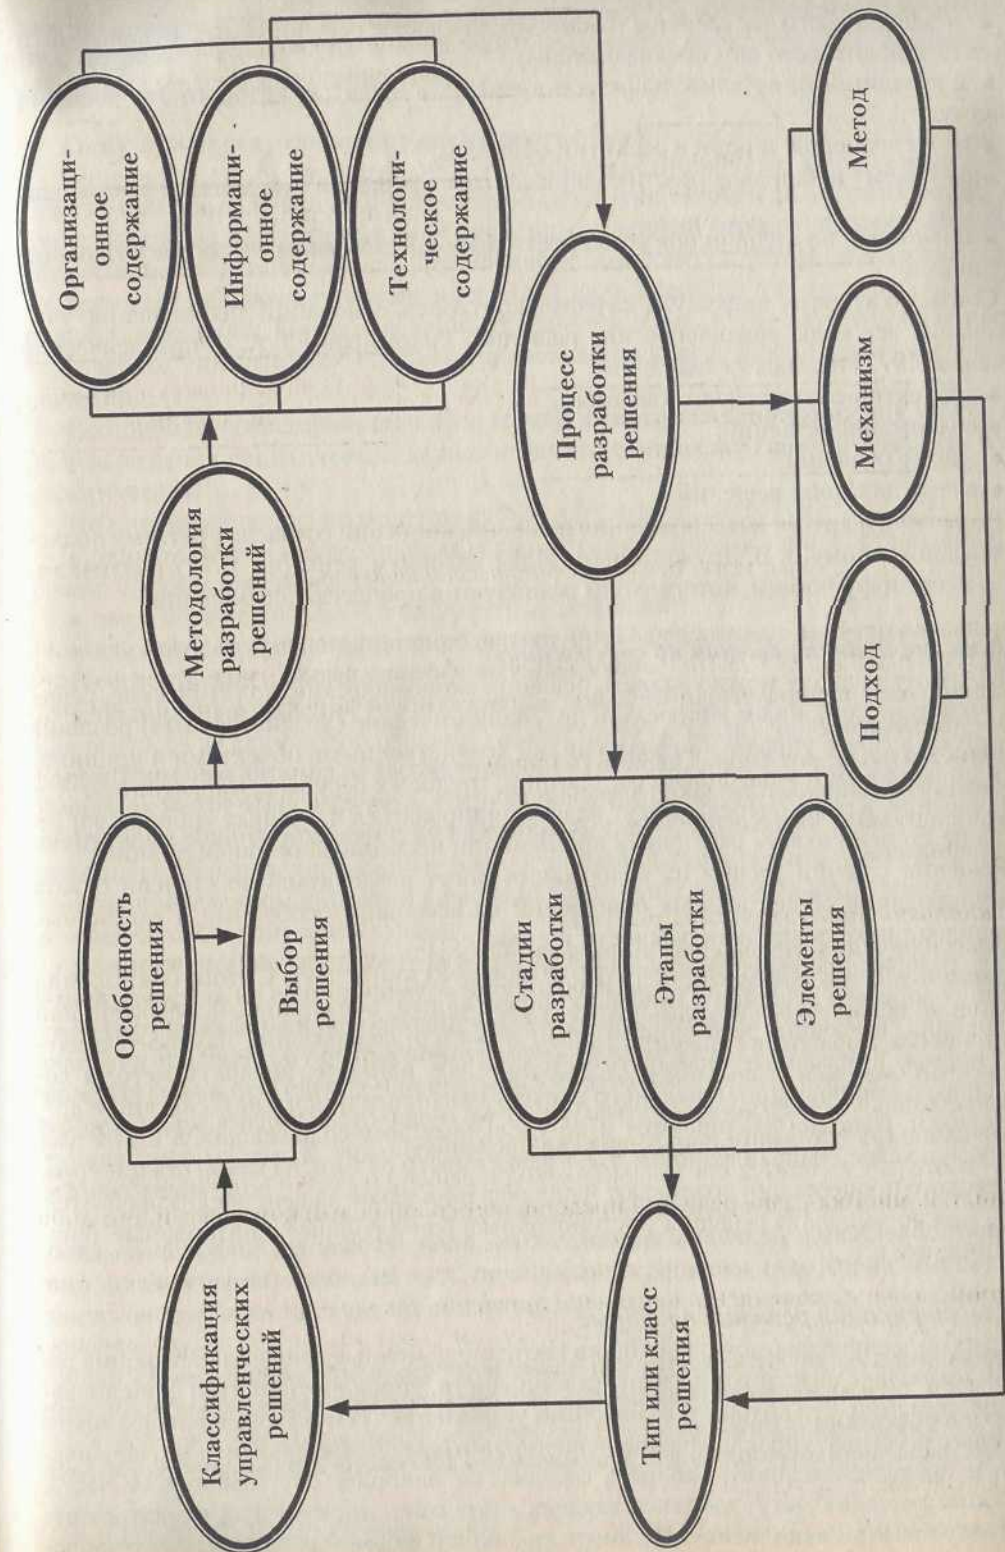 Классификация
управленческих
решений
Особенность
решения
Выбор
решения
Методология
разработки
решений
Организаци-
онное
содержание
Информаци-
онное
содержание
Технологи-
ческое
содержание
Тип или класс
решения
Стадии
разработки
Этапы
разработки
Элементы
решения
Процесс
разработки
решения
Подход
Механизм
Метод